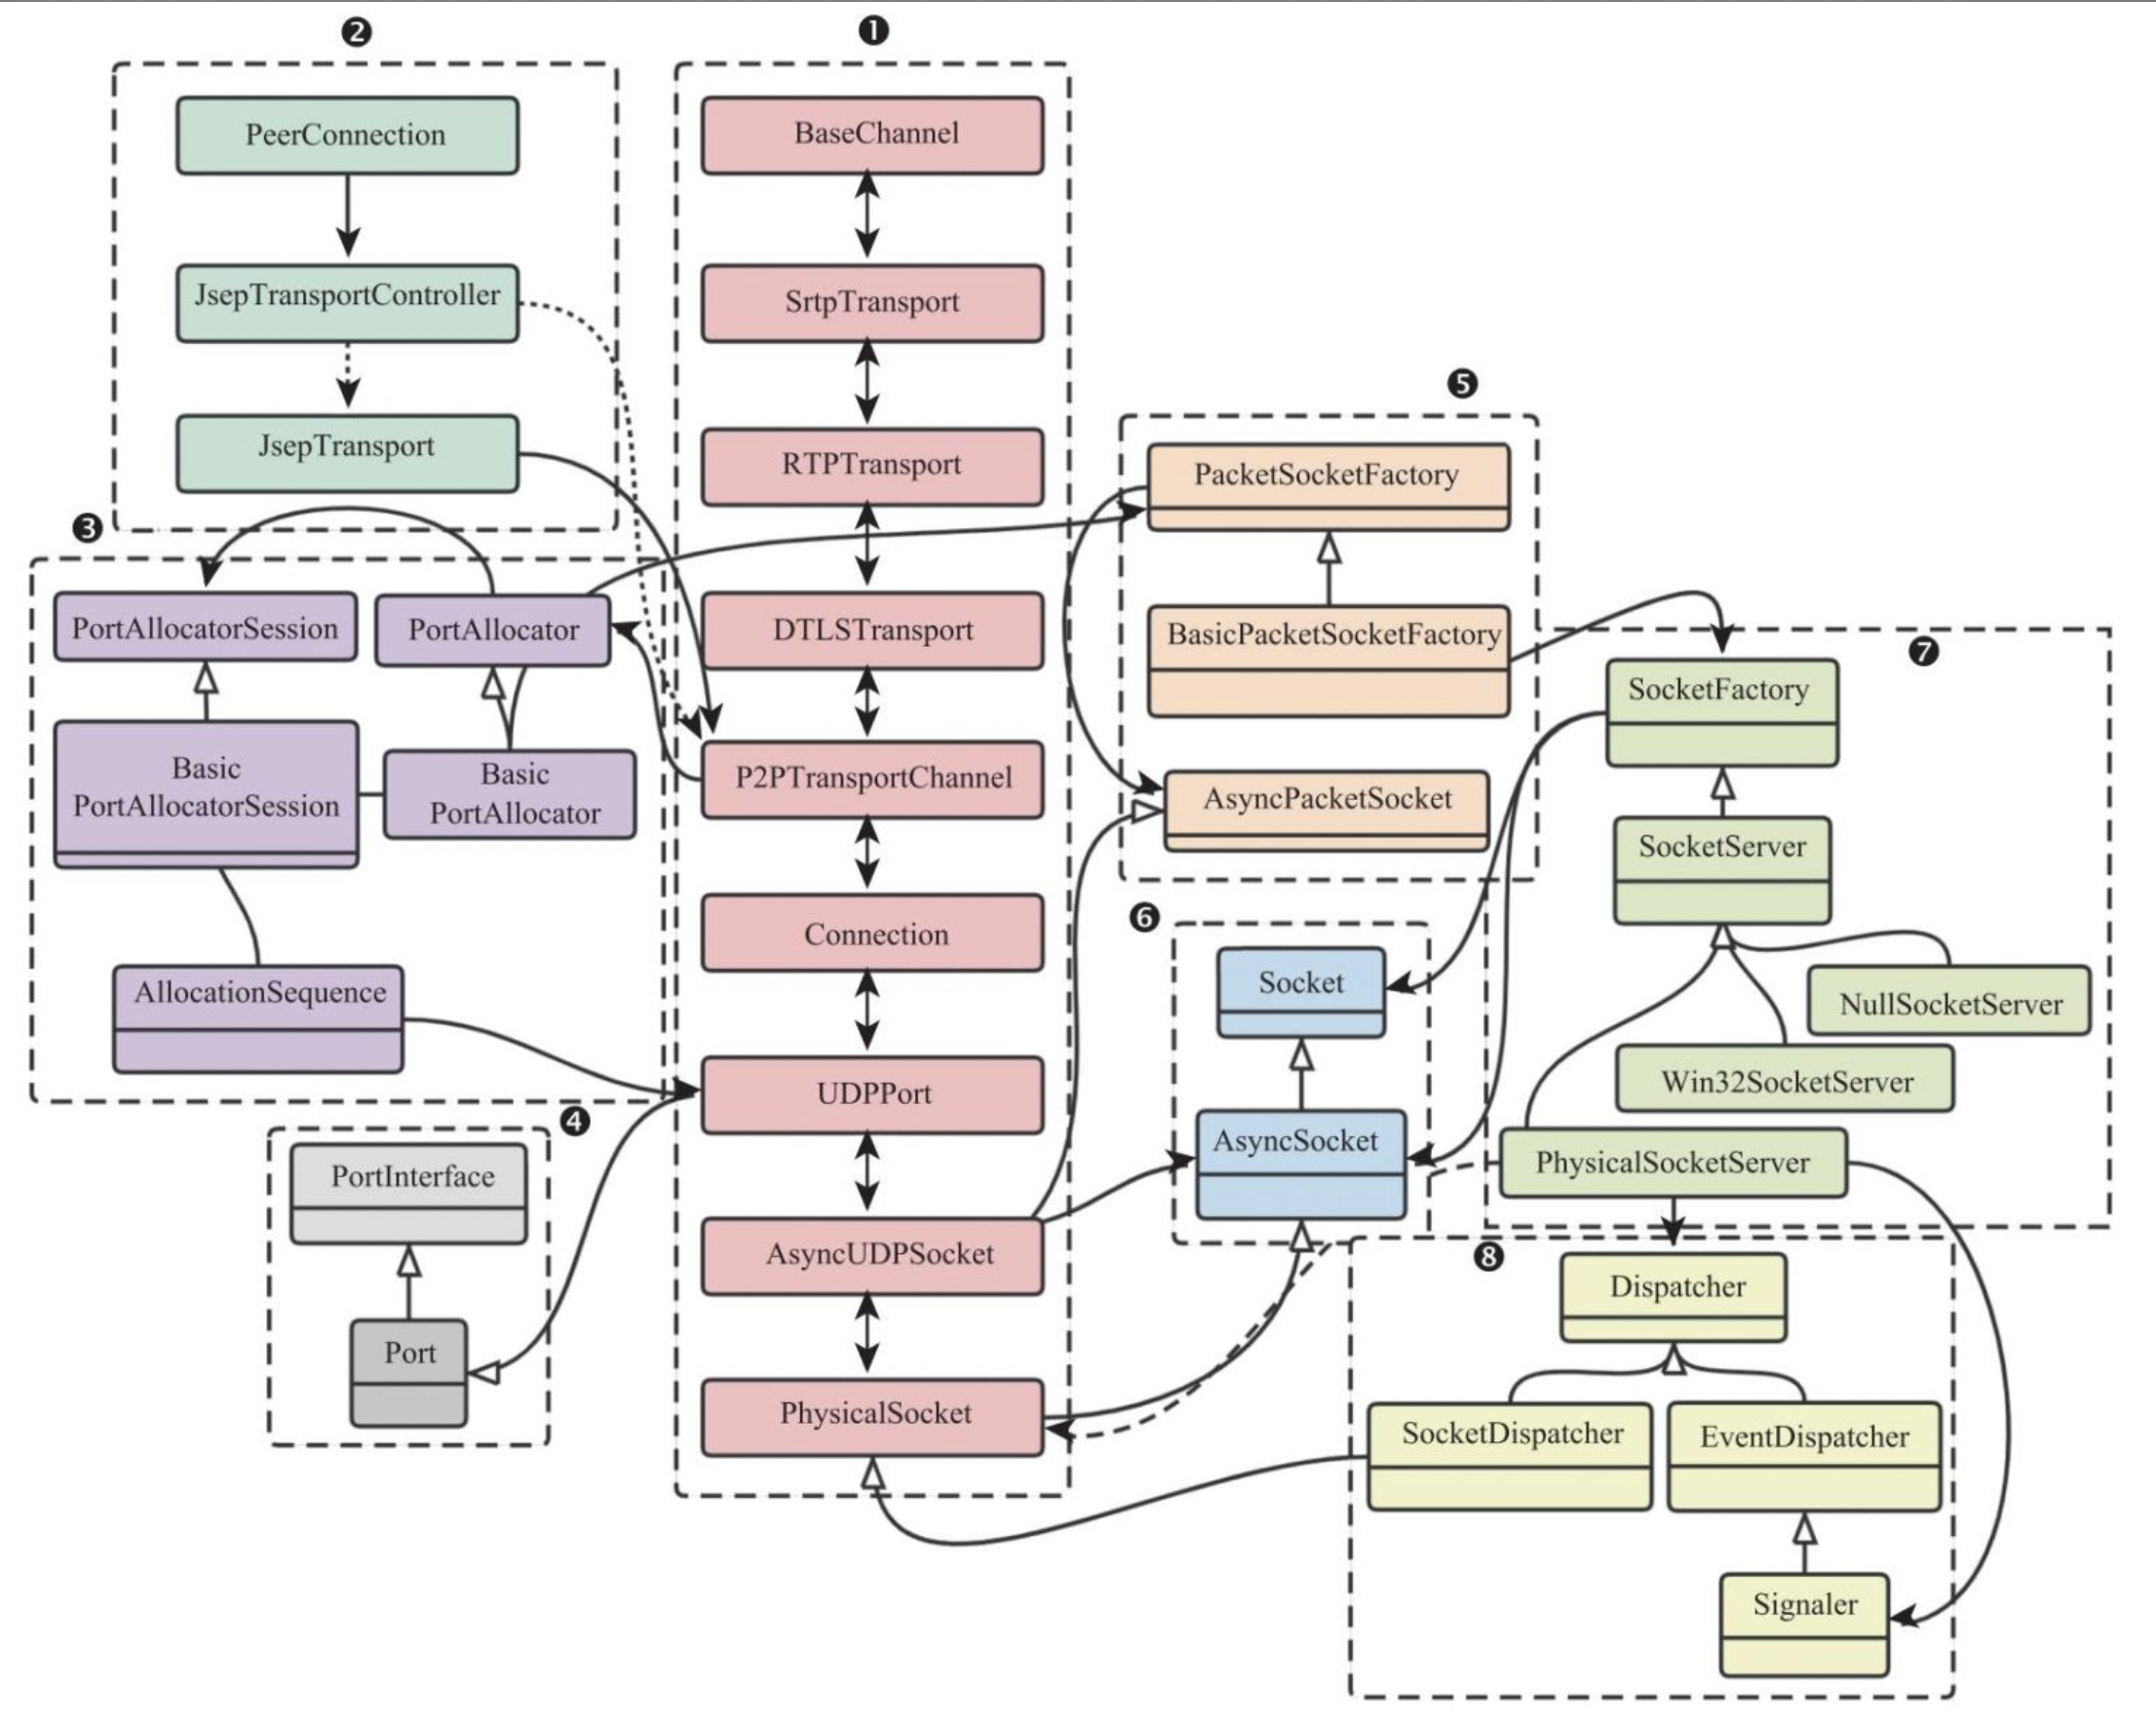 ❷
PeerConnection
JsepTransportController
JsepTransport
❶
BaseChannel
SrtpTransport
RTPTransport
DTLSTransport
P2PTransportChannel
Connection
UDPPort
AsyncUDPSocket
PhysicalSocket
❸
PortAllocatorSession
PortAllocator
Basic
PortAllocatorSession
Basic
PortAllocator
AllocationSequence
❹
PortInterface
Port
❺
PacketSocketFactory
BasicPacketSocketFactory
AsyncPacketSocket
❻
Socket
AsyncSocket
❼
SocketFactory
SocketServer
NullSocketServer
Win32SocketServer
PhysicalSocketServer
❽
Dispatcher
SocketDispatcher
EventDispatcher
Signaler